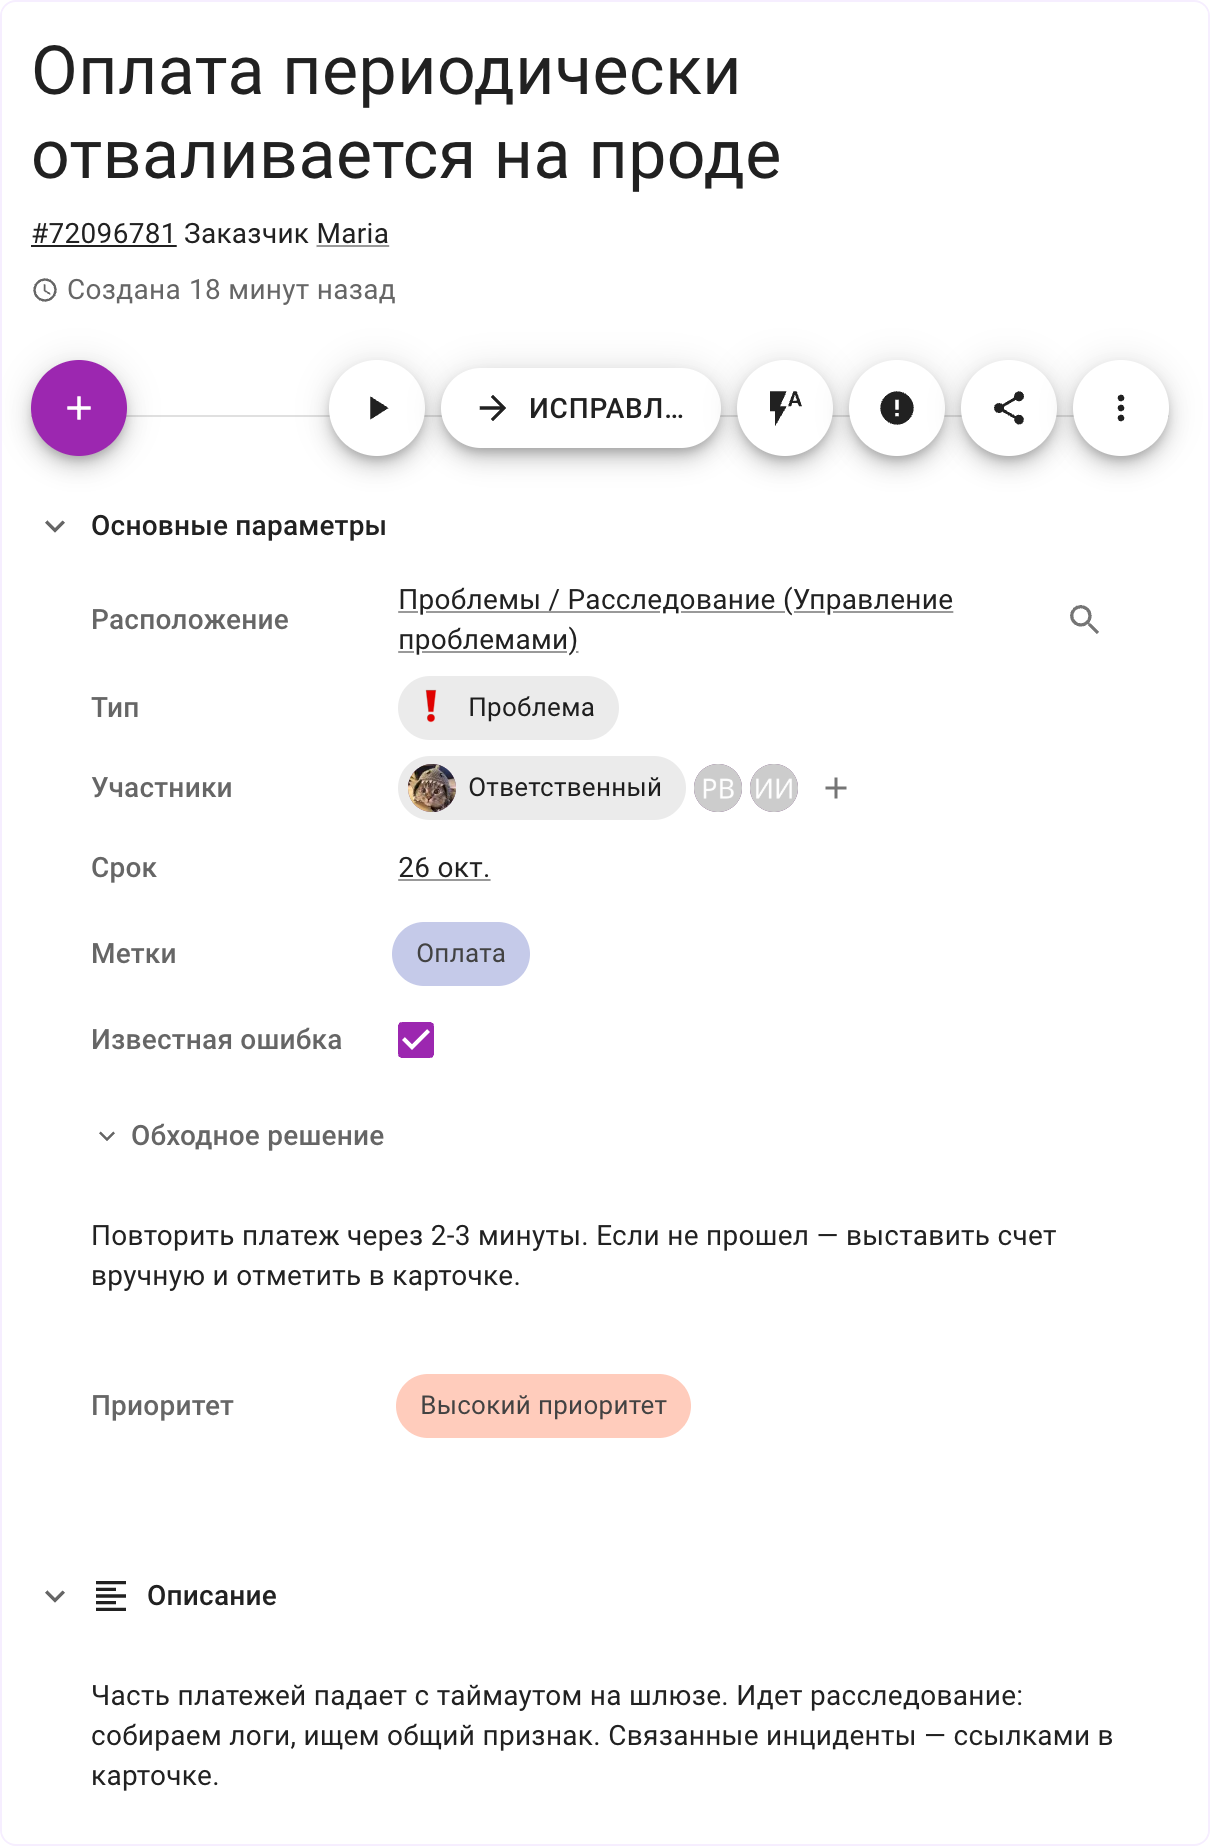 Оплата периодически
отваливается на проде
#72096781 Заказчик Maria
Создана 18 минут назад
ИСПРАВЛ...
A
Основные параметры
Расположение
Проблемы / Расследование (Управление
проблемами)
Тип
Проблема
Участники
Ответственный
РВ
ИИ
Срок
26 окт.
Метки
Оплата
Известная ошибка
Обходное решение
Повторить платеж через 2-3 минуты. Если не прошел — выставить счет
вручную и отметить в карточке.
Приоритет
Высокий приоритет
Описание
Часть платежей падает с таймаутом на шлюзе. Идет расследование:
собираем логи, ищем общий признак. Связанные инциденты — ссылками в
карточке.